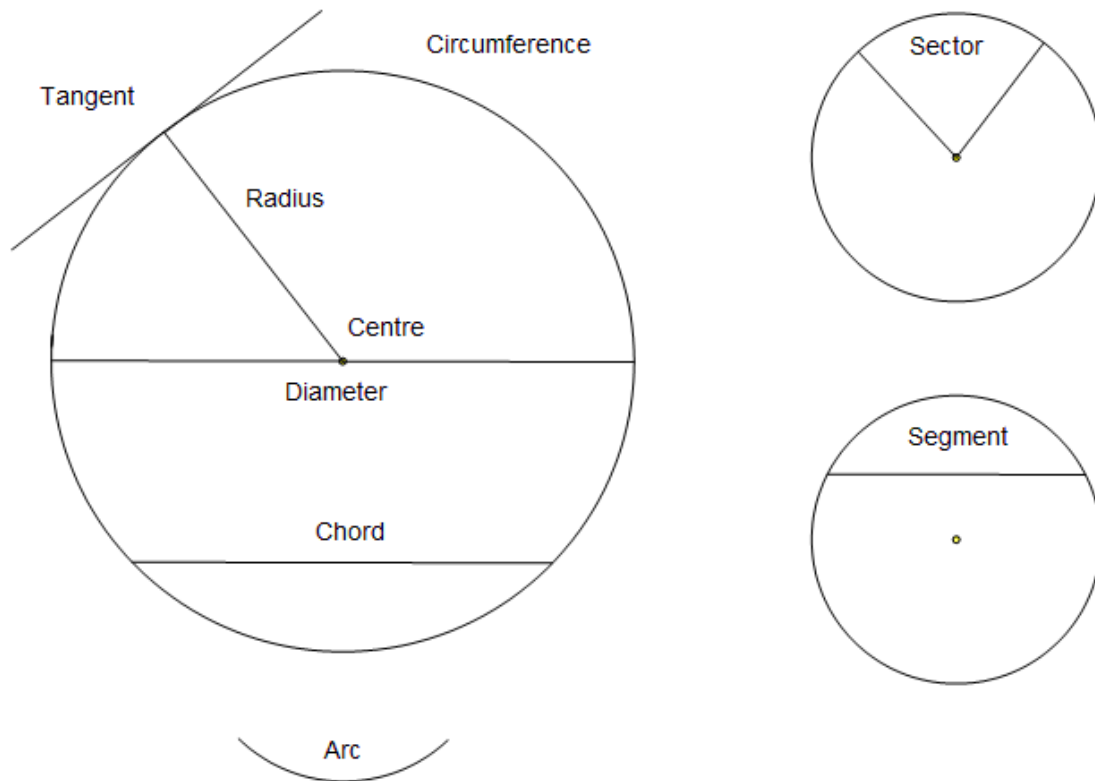 Circumference
Tangent
Radius
Centre
Diameter
Chord
Arc
Sector
Segment